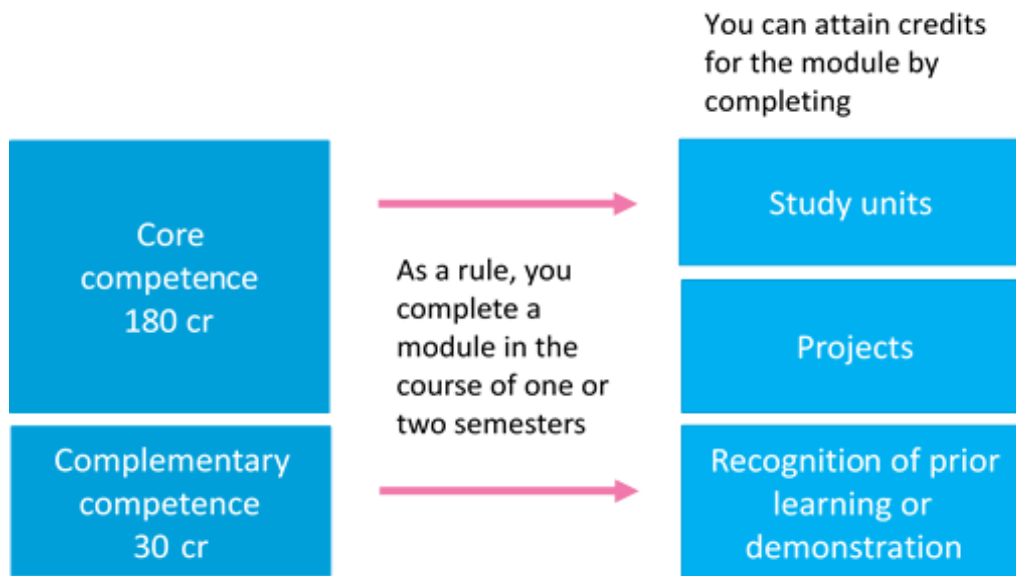 You can attain credits
for the module by
completing
Core
competence
180 cr
Complementary
competence
30 cr
As a rule, you
complete a
module in the
course of one or
two semesters
Study units
Projects
Recognition of prior
learning or
demonstration